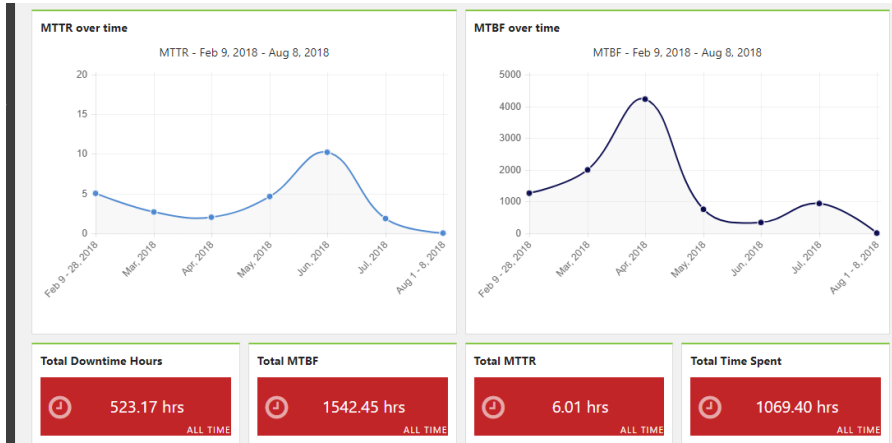 MTTR over time
MTTR - Feb 9, 2018 - Aug 8, 2018
20
15
10
5
0
Feb 9 - 28, 2018
Mar, 2018
Apr, 2018
May, 2018
Jun, 2018
Jul, 2018
Aug 1 - 8, 2018
MTBF over time
MTBF - Feb 9, 2018 - Aug 8, 2018
5000
4000
3000
2000
1000
0
Feb 9 - 28, 2018
Mar, 2018
Apr, 2018
May, 2018
Jun, 2018
Jul, 2018
Aug 1 - 8, 2018
Total Downtime Hours
523.17 hrs
ALL TIME
Total MTBF
1542.45 hrs
ALL TIME
Total MTTR
6.01 hrs
ALL TIME
Total Time Spent
1069.40 hrs
ALL TIME